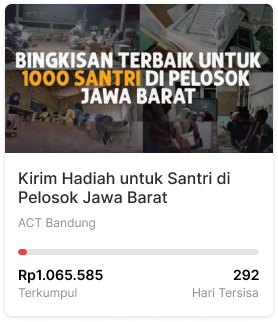 BINGKISAN TERBAIK UNTUK
1000 SANTRI DI PELOSOK
JAWA BARAT
Kirim Hadiah untuk Santri di
Pelosok Jawa Barat
ACT Bandung
Rp1.065.585 292
Terkumpul Hari Tersisa